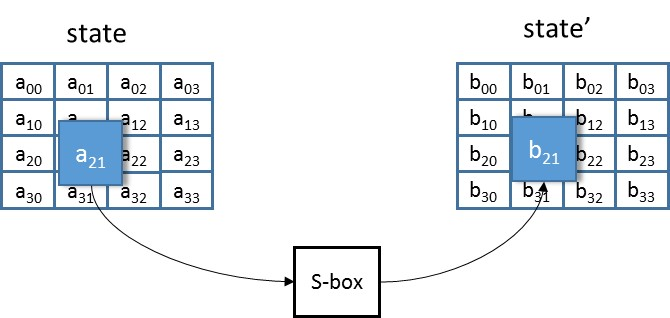 state state’
a₀₀ a₀₁ a₀₂ a₀₃ b₀₀ b₀₁ b₀₂ b₀₃
a₁₀ a₁₂ a₁₃ b₁₀ b₁₂ b₁₃
a₂₀ a₂₁ a₂₂ a₂₃ b₂₀ b₂₁ b₂₂ b₂₃
a₃₀ a₃₁ a₃₂ a₃₃ b₃₀ b₃₁ b₃₂ b₃₃
S-box